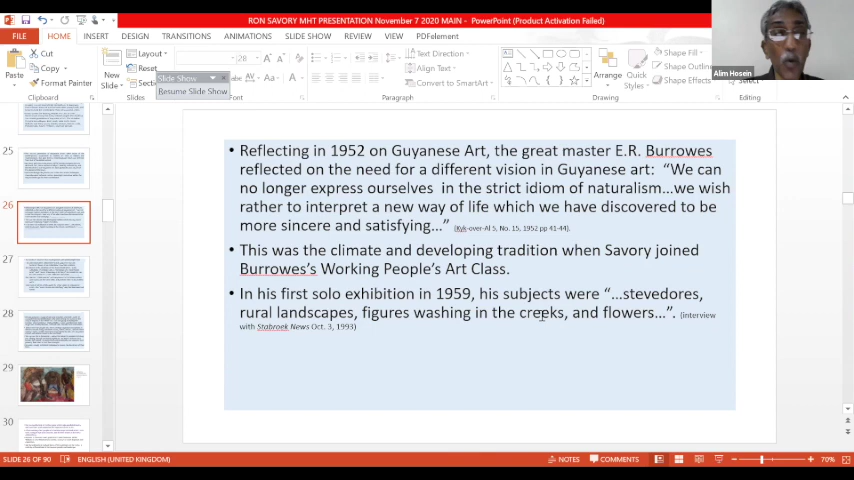 RON SAVORY MHT PRESENTATION November 7 2020 MAIN - PowerPoint (Product Activation Failed)
FILE HOME INSERT DESIGN TRANSITIONS ANIMATIONS SLIDE SHOW REVIEW VIEW PDFelement
Paste
Cut
Copy
Format Painter
Clipboard
New
Slide
Layout
Reset
Slides
Slide Show
Resume Slide Show
Font
Text Direction
Align Text
Convert to SmartArt
Paragraph
Arrange
Quick
Styles
Shape Fill
Shape Outline
Shape Effects
Drawing
Alim Hosein
25
26
27
28
29
30
• Reflecting in 1952 on Guyanese Art, the great master E.R. Burrowes
reflected on the need for a different vision in Guyanese art: “We can
no longer express ourselves in the strict idiom of naturalism…we wish
rather to interpret a new way of life which we have discovered to be
more sincere and satisfying…” (Kyk-over-Al 5, No. 15, 1952 pp 41-44).
• This was the climate and developing tradition when Savory joined
Burrowes’s Working People’s Art Class.
• In his first solo exhibition in 1959, his subjects were “…stevedores,
rural landscapes, figures washing in the creeks, and flowers…”. (interview
with Stabroek News Oct. 3, 1993)
SLIDE 26 OF 90 ENGLISH (UNITED KINGDOM) NOTES COMMENTS 70%